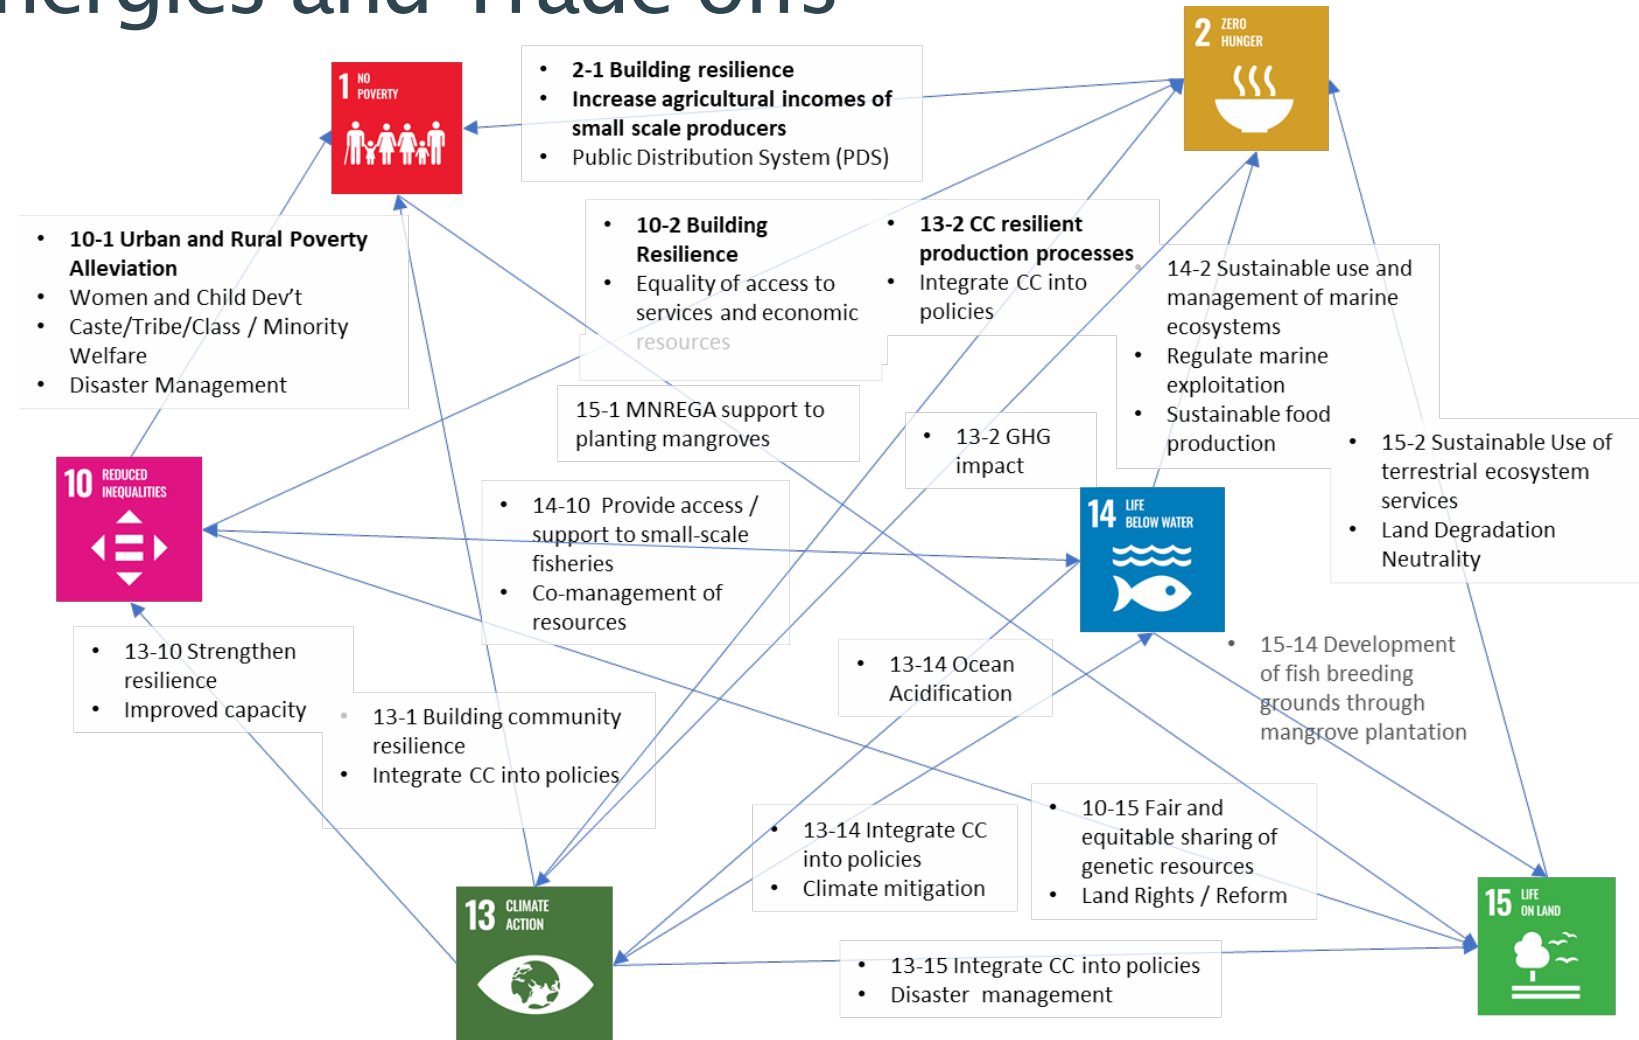 nergies and Trade offs
1 NO
POVERTY
• 2-1 Building resilience
• Increase agricultural incomes of
small scale producers
• Public Distribution System (PDS)
2 ZERO
HUNGER
• 10-1 Urban and Rural Poverty
Alleviation
• Women and Child Dev't
• Caste/Tribe/Class / Minority
Welfare
• Disaster Management
• 10-2 Building
Resilience
• Equality of access to
services and economic
resources
• 13-2 CC resilient
production processes
• Integrate CC into
policies
• 14-2 Sustainable use and
management of marine
ecosystems
• Regulate marine
exploitation
• Sustainable food
production
15-1 MNREGA support to
planting mangroves
• 13-2 GHG
impact
• 15-2 Sustainable Use of
terrestrial ecosystem
services
• Land Degradation
Neutrality
10 REDUCED
INEQUALITIES
• 14-10 Provide access /
support to small-scale
fisheries
• Co-management of
resources
14 LIFE
BELOW WATER
• 13-10 Strengthen
resilience
• Improved capacity
• 13-1 Building community
resilience
• Integrate CC into policies
• 13-14 Ocean
Acidification
• 15-14 Development
of fish breeding
grounds through
mangrove plantation
• 13-14 Integrate CC
into policies
• Climate mitigation
• 10-15 Fair and
equitable sharing of
genetic resources
• Land Rights / Reform
13 CLIMATE
ACTION
• 13-15 Integrate CC into policies
• Disaster management
15 LIFE
ON LAND